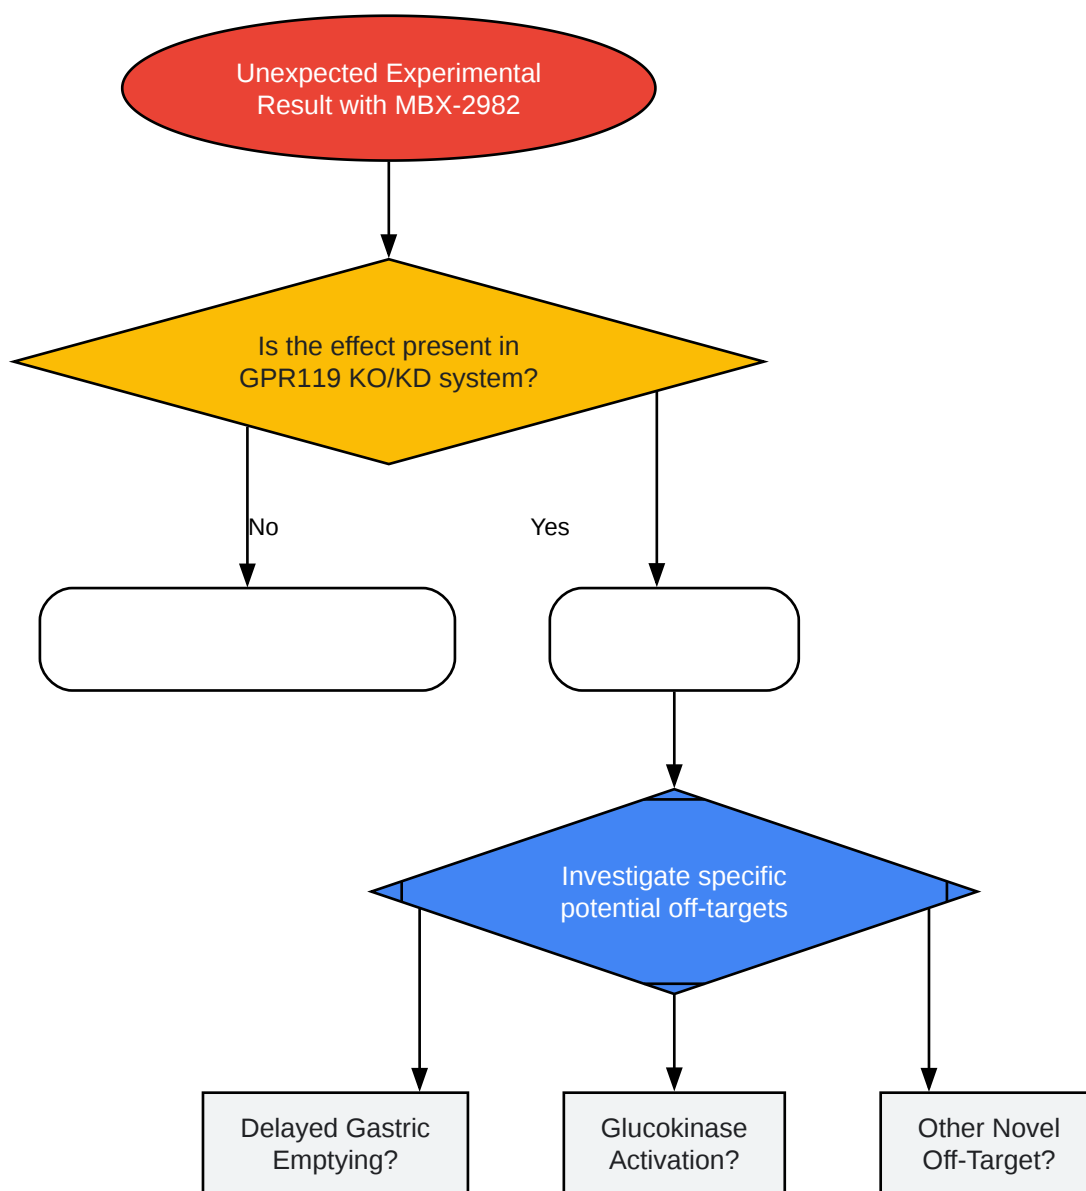 Unexpected Experimental
Result with MBX-2982
Is the effect present in
GPR119 KO/KD system?
No
Yes
Investigate specific
potential off-targets
Delayed Gastric
Emptying?
Glucokinase
Activation?
Other Novel
Off-Target?